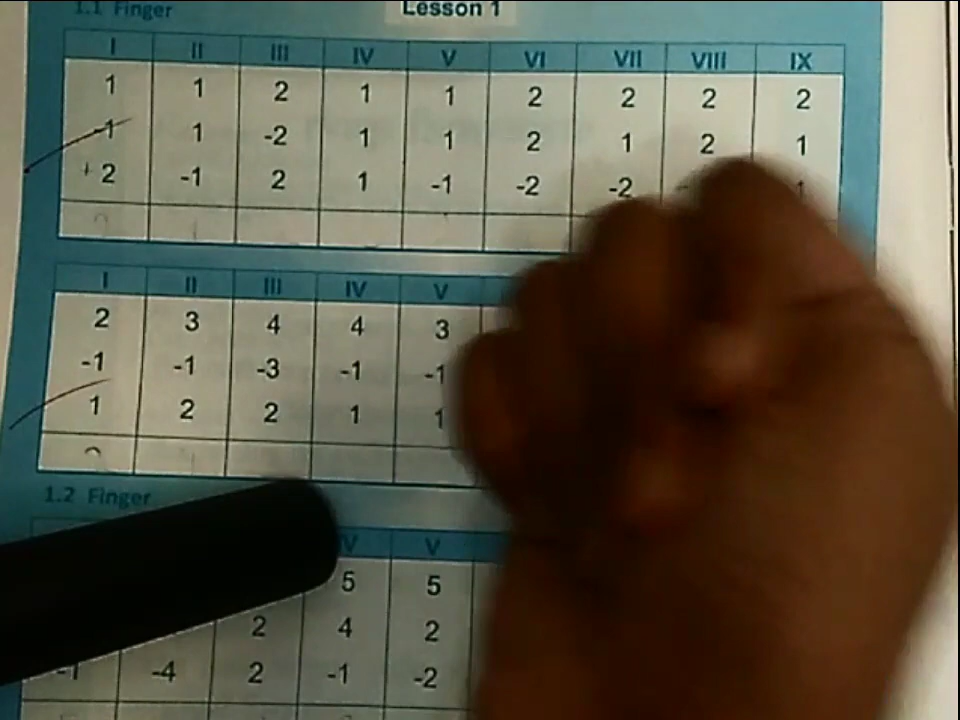 1.1 Finger
Lesson 1
I II III IV V VI VII VIII IX
1 1 2 1 1 2 2 2 2
-1 1 -2 1 1 2 1 2 1
+ 2 -1 2 1 -1 -2 -2 1
I II III IV V
2 3 4 4 3
-1 -1 -3 -1 -1
1 2 2 1 1
1.2 Finger
V
5 5
2 4 2
-1 -4 2 -1 -2